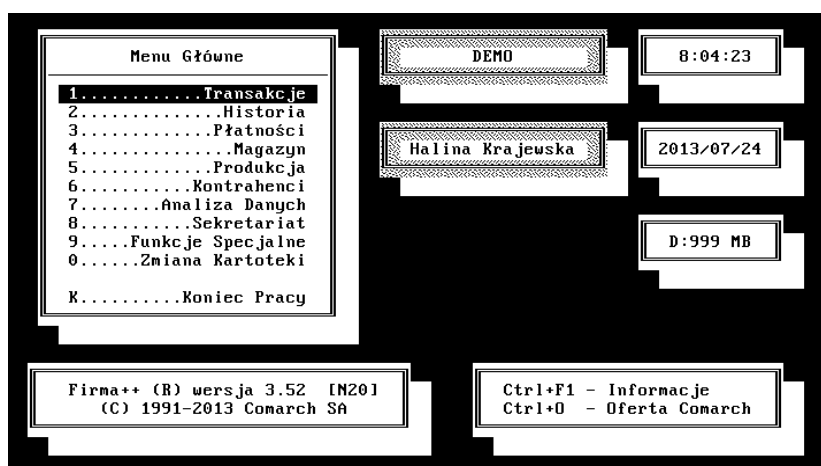 Menu Główne
1............Transakcje
2..............Historia
3.............Płatności
4...............Magazyn
5.............Produkcja
6...........Kontrahenci
7........Analiza Danych
8...........Sekretariat
9.....Funkcje Specjalne
0......Zmiana Kartoteki
K..........Koniec Pracy
DEMO
8:04:23
Halina Krajewska
2013/07/24
D:999 MB
Firma++ (R) wersja 3.52 [N20]
(C) 1991-2013 Comarch SA
Ctrl+F1 - Informacje
Ctrl+O - Oferta Comarch